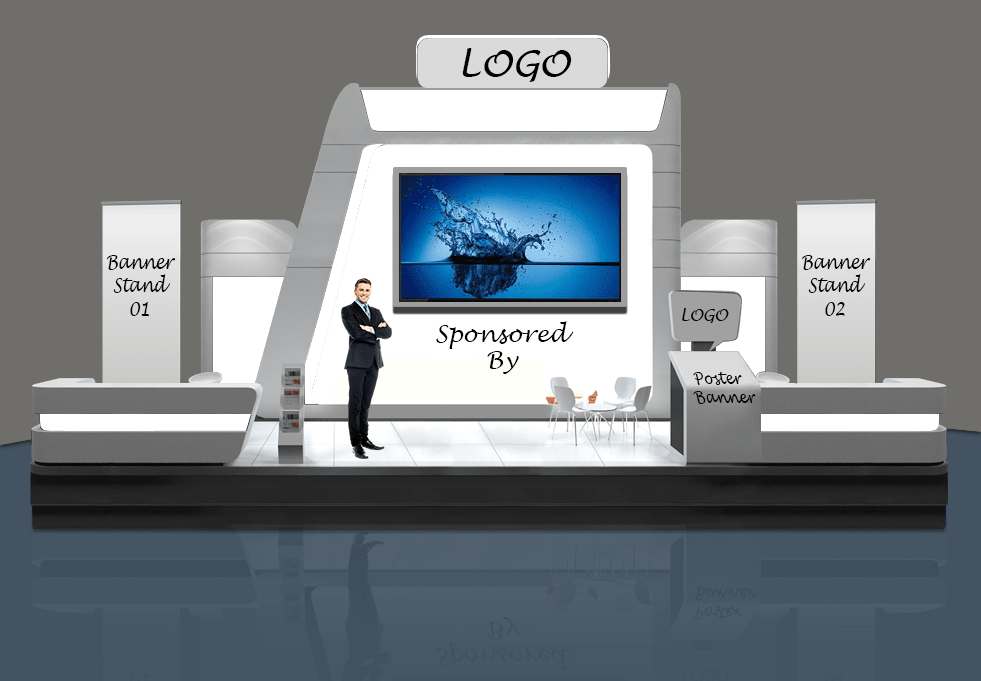 LOGO
Sponsored
By
Banner
Stand
01
Banner
Stand
02
LOGO
Poster
Banner